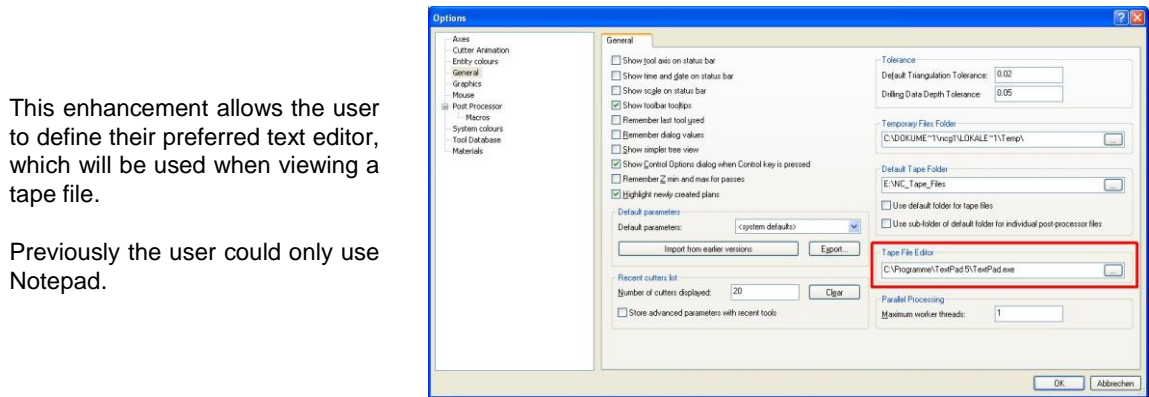 This enhancement allows the user
to define their preferred text editor,
which will be used when viewing a
tape file.
Previously the user could only use
Notepad.
Options
Axes
Cutter Animation
Entity colours
General
Graphics
Mouse
Post Processor
Macros
System colours
Tool Database
Materials
General
Show tool axis on status bar
Show time and date on status bar
Show scale on status bar
Show toolbar tooltips
Remember last tool used
Remember dialog values
Show simpler tree view
Show Control Options dialog when Control key is pressed
Remember Z min and max for passes
Highlight newly created plans
Default parameters
Default parameters: <system defaults>
Import from earlier versions Export...
Recent cutters list
Number of cutters displayed: 20 Clear
Store advanced parameters with recent tools
Tolerance
Default Triangulation Tolerance: 0.02
Drilling Data Depth Tolerance: 0.05
Temporary Files Folder
C:\DOKUME~1\ncg1\LOKALE~1\Temp\ ...
Default Tape Folder
E:\NC_Tape_Files ...
Use default folder for tape files
Use sub-folder of default folder for individual post-processor files
Tape File Editor
C:\Programme\TextPad 5\TextPad.exe ...
Parallel Processing
Maximum worker threads: 1
OK Abbrechen